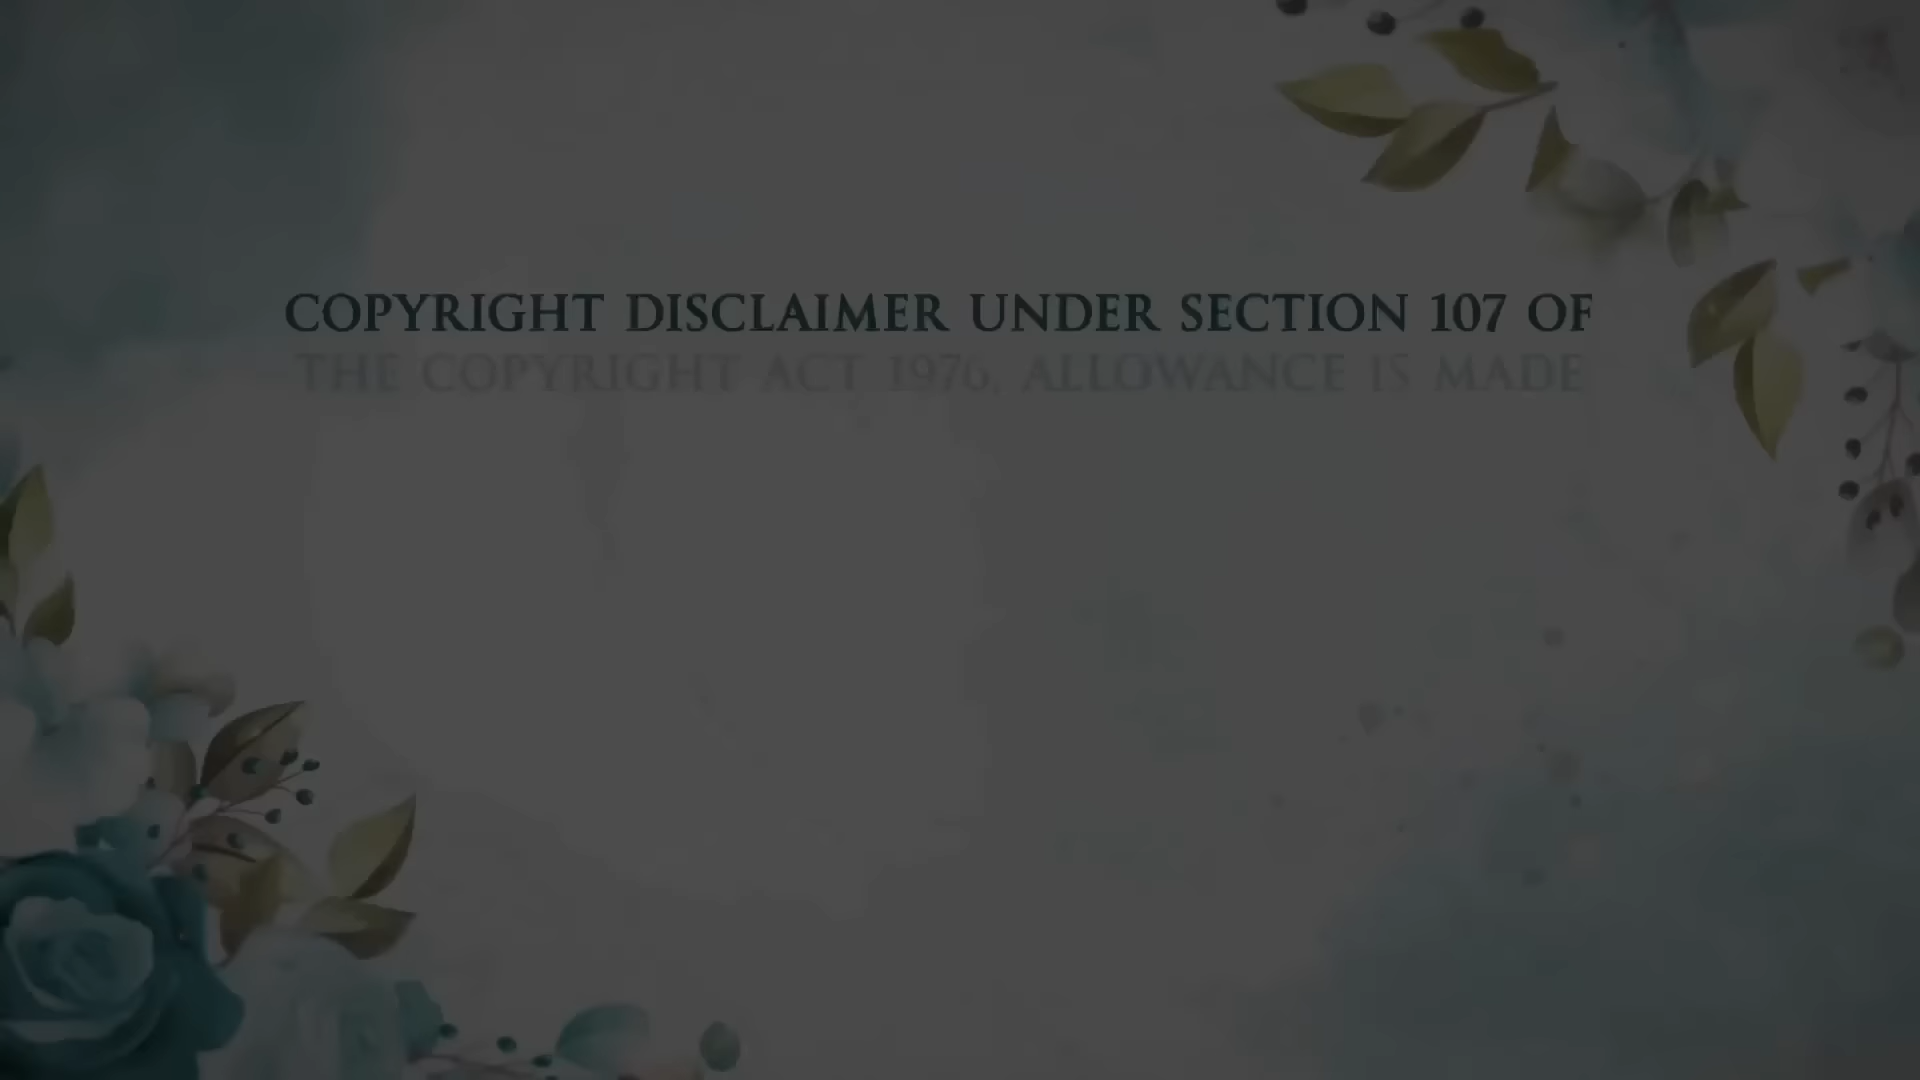 COPYRIGHT DISCLAIMER UNDER SECTION 107 OF
THE COPYRIGHT ACT 1976, ALLOWANCE IS MADE